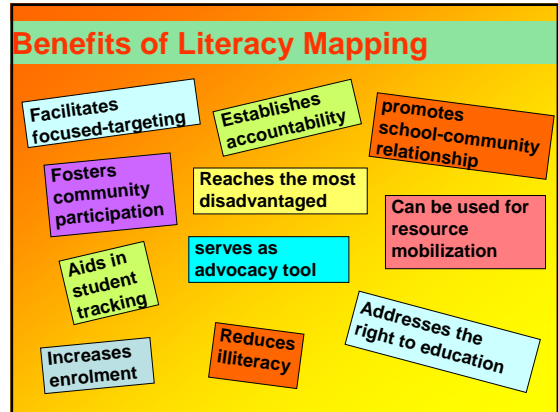 Benefits of Literacy Mapping
Facilitates
focused-targeting
Establishes
accountability
promotes
school-community
relationship
Fosters
community
participation
Reaches the most
disadvantaged
Can be used for
resource
mobilization
Aids in
student
tracking
serves as
advocacy tool
Increases
enrolment
Reduces
illiteracy
Addresses the
right to education